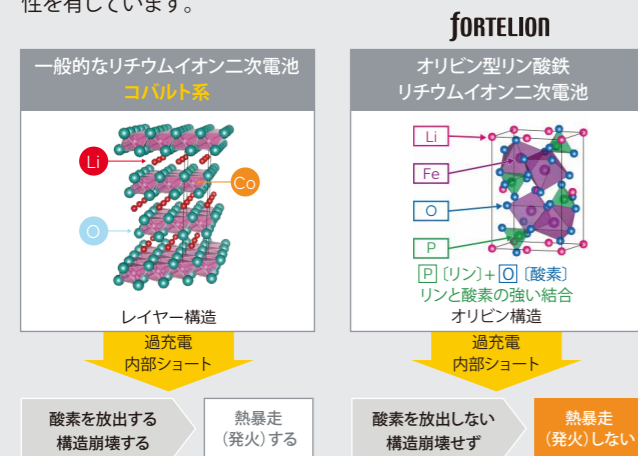 性を有しています。
FORTELION
一般的なリチウムイオン二次電池
コバルト系
Li
Co
O
レイヤー構造
過充電
内部ショート
酸素を放出する
構造崩壊する
熱暴走
（発火）する
オリビン型リン酸鉄
リチウムイオン二次電池
Li
Fe
O
P
P〔リン〕+O〔酸素〕
リンと酸素の強い結合
オリビン構造
過充電
内部ショート
酸素を放出しない
構造崩壊せず
熱暴走
（発火）しない